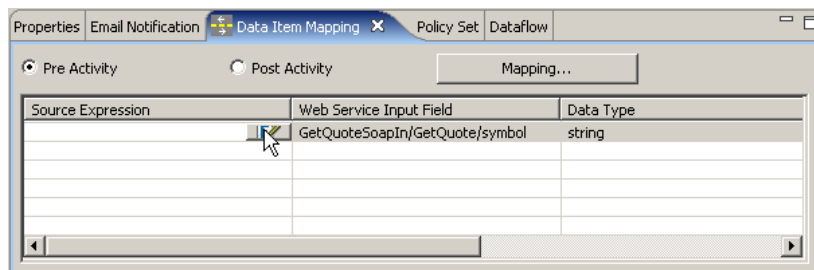 Properties Email Notification Data Item Mapping Policy Set Dataflow
Pre Activity Post Activity Mapping...
Source Expression Web Service Input Field Data Type
GetQuoteSoapIn/GetQuote/symbol string